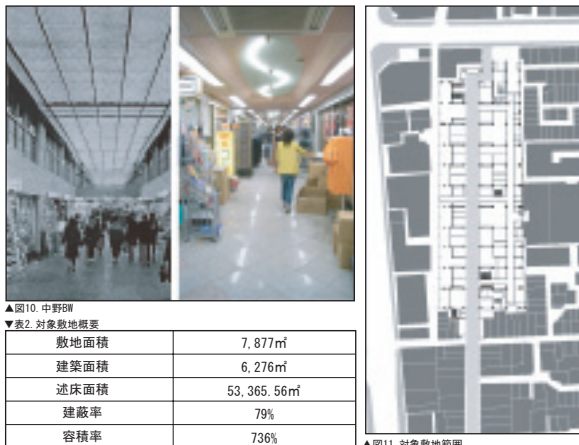 ▲図10. 中野BW
▼表2. 対象敷地概要
敷地面積 7,877㎡
建築面積 6,276㎡
述床面積 53,365.56㎡
建蔽率 79%
容積率 736%
▲図11. 対象敷地範囲